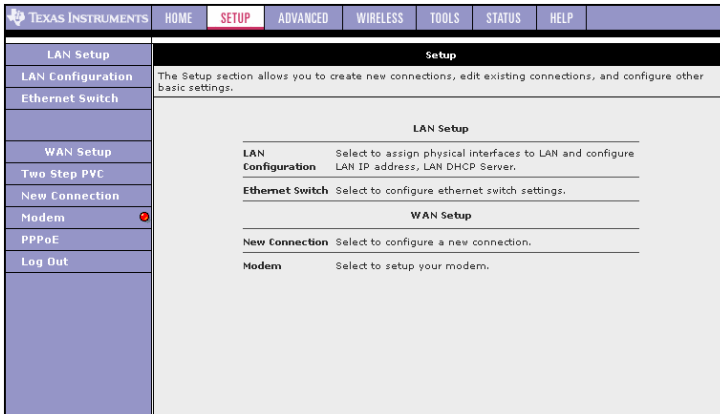 TEXAS INSTRUMENTS
HOME
SETUP
ADVANCED
WIRELESS
TOOLS
STATUS
HELP
LAN Setup
LAN Configuration
Ethernet Switch
WAN Setup
Two Step PVC
New Connection
Modem
PPPoE
Log Out
Setup
The Setup section allows you to create new connections, edit existing connections, and configure other
basic settings.
LAN Setup
LAN Configuration
Select to assign physical interfaces to LAN and configure
LAN IP address, LAN DHCP Server.
Ethernet Switch Select to configure ethernet switch settings.
WAN Setup
New Connection Select to configure a new connection.
Modem Select to setup your modem.